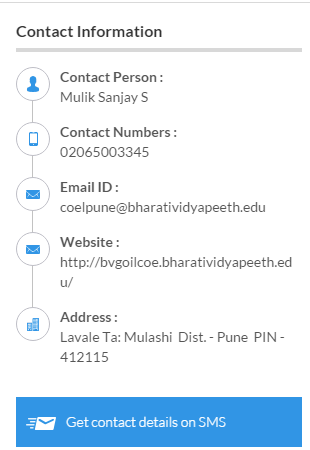 Contact Information
Contact Person :
Mulik Sanjay S
Contact Numbers :
02065003345
Email ID :
coelpune@bharatividyapeeth.edu
Website :
http://bvgoilcoe.bharatividyapeeth.ed
u/
Address :
Lavale Ta: Mulashi Dist. - Pune PIN -
412115
Get contact details on SMS